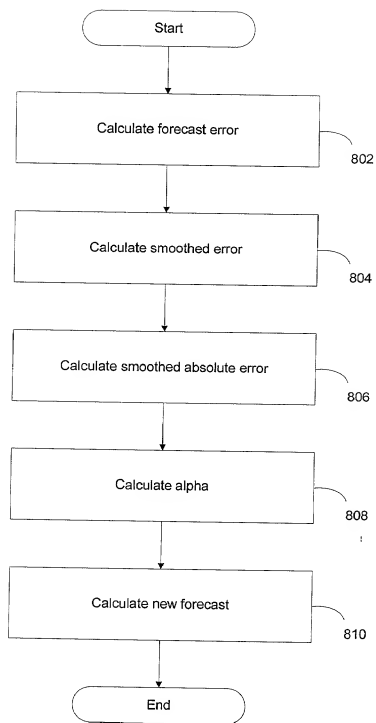 Start
Calculate forecast error
802
Calculate smoothed error
804
Calculate smoothed absolute error
806
Calculate alpha
808
Calculate new forecast
810
End